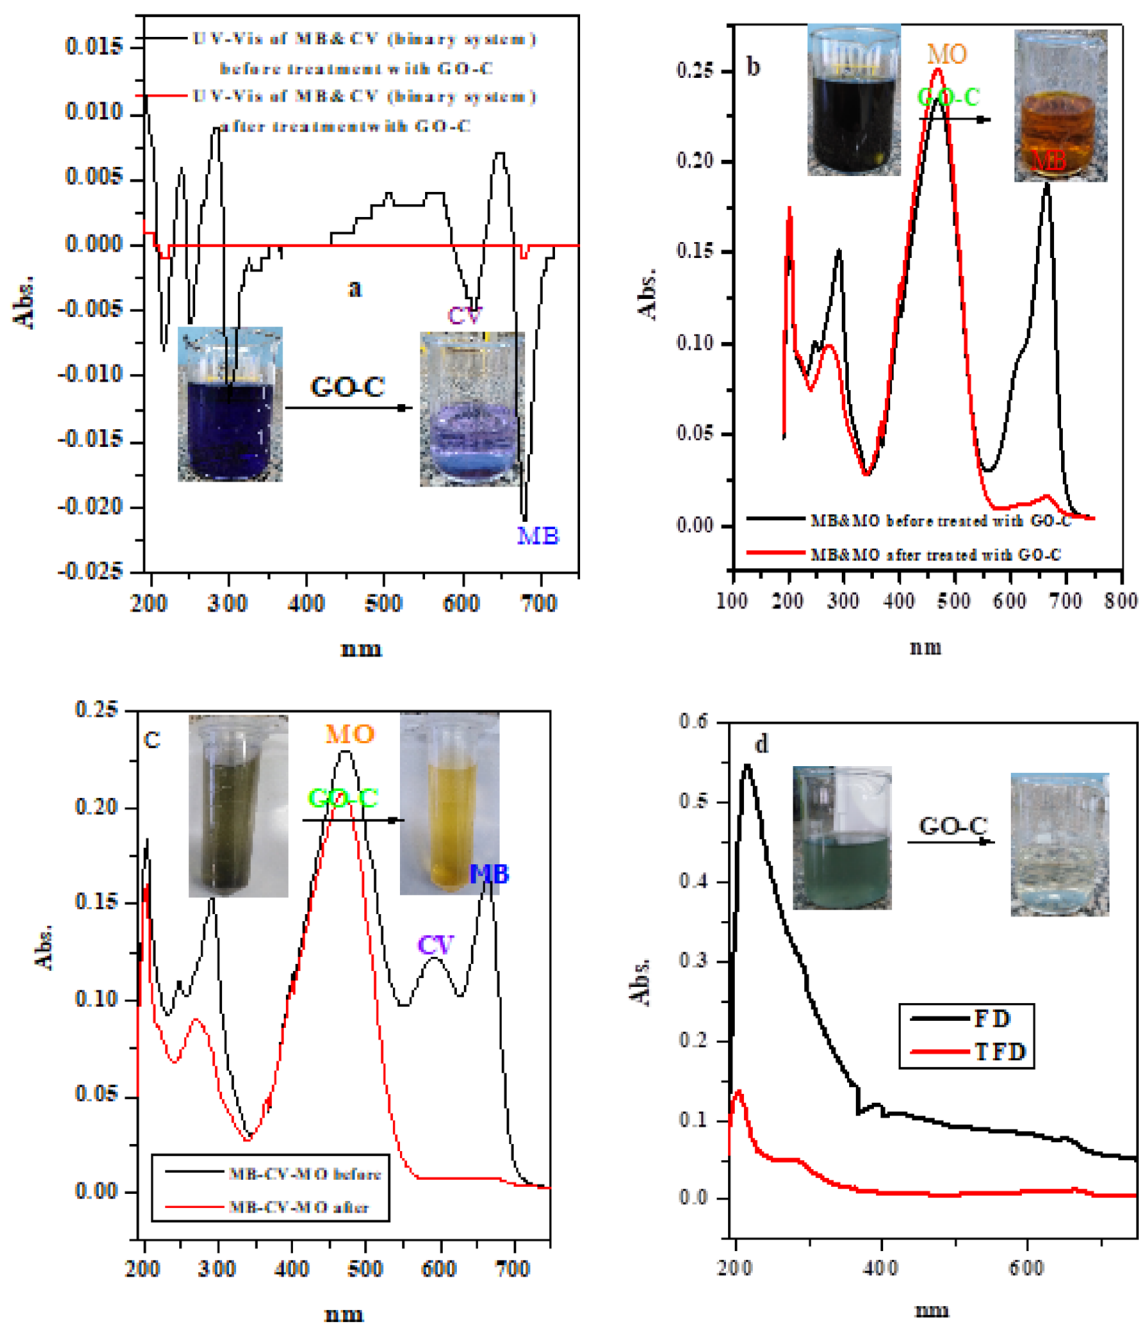 UV-Vis of MB&CV (binary system)
before treatment with GO-C
UV-Vis of MB&CV (binary system)
after treatmentwith GO-C
0.015
0.010
0.005
0.000
-0.005
-0.010
-0.015
-0.020
-0.025
Abs.
a
CV
GO-C
MB
200
300
400
500
600
700
nm
b
MO
GO-C
MB
0.25
0.20
0.15
0.10
0.05
0.00
Abs.
MB&MO before treated with GO-C
MB&MO after treated with GO-C
100
200
300
400
500
600
700
800
nm
C
MO
GO-C
MB
CV
0.25
0.20
0.15
0.10
0.05
0.00
Abs.
MB-CV-MO before
MB-CV-MO after
200
300
400
500
600
700
nm
d
GO-C
0.6
0.5
0.4
0.3
0.2
0.1
0.0
Abs.
FD
TFD
200
400
600
nm